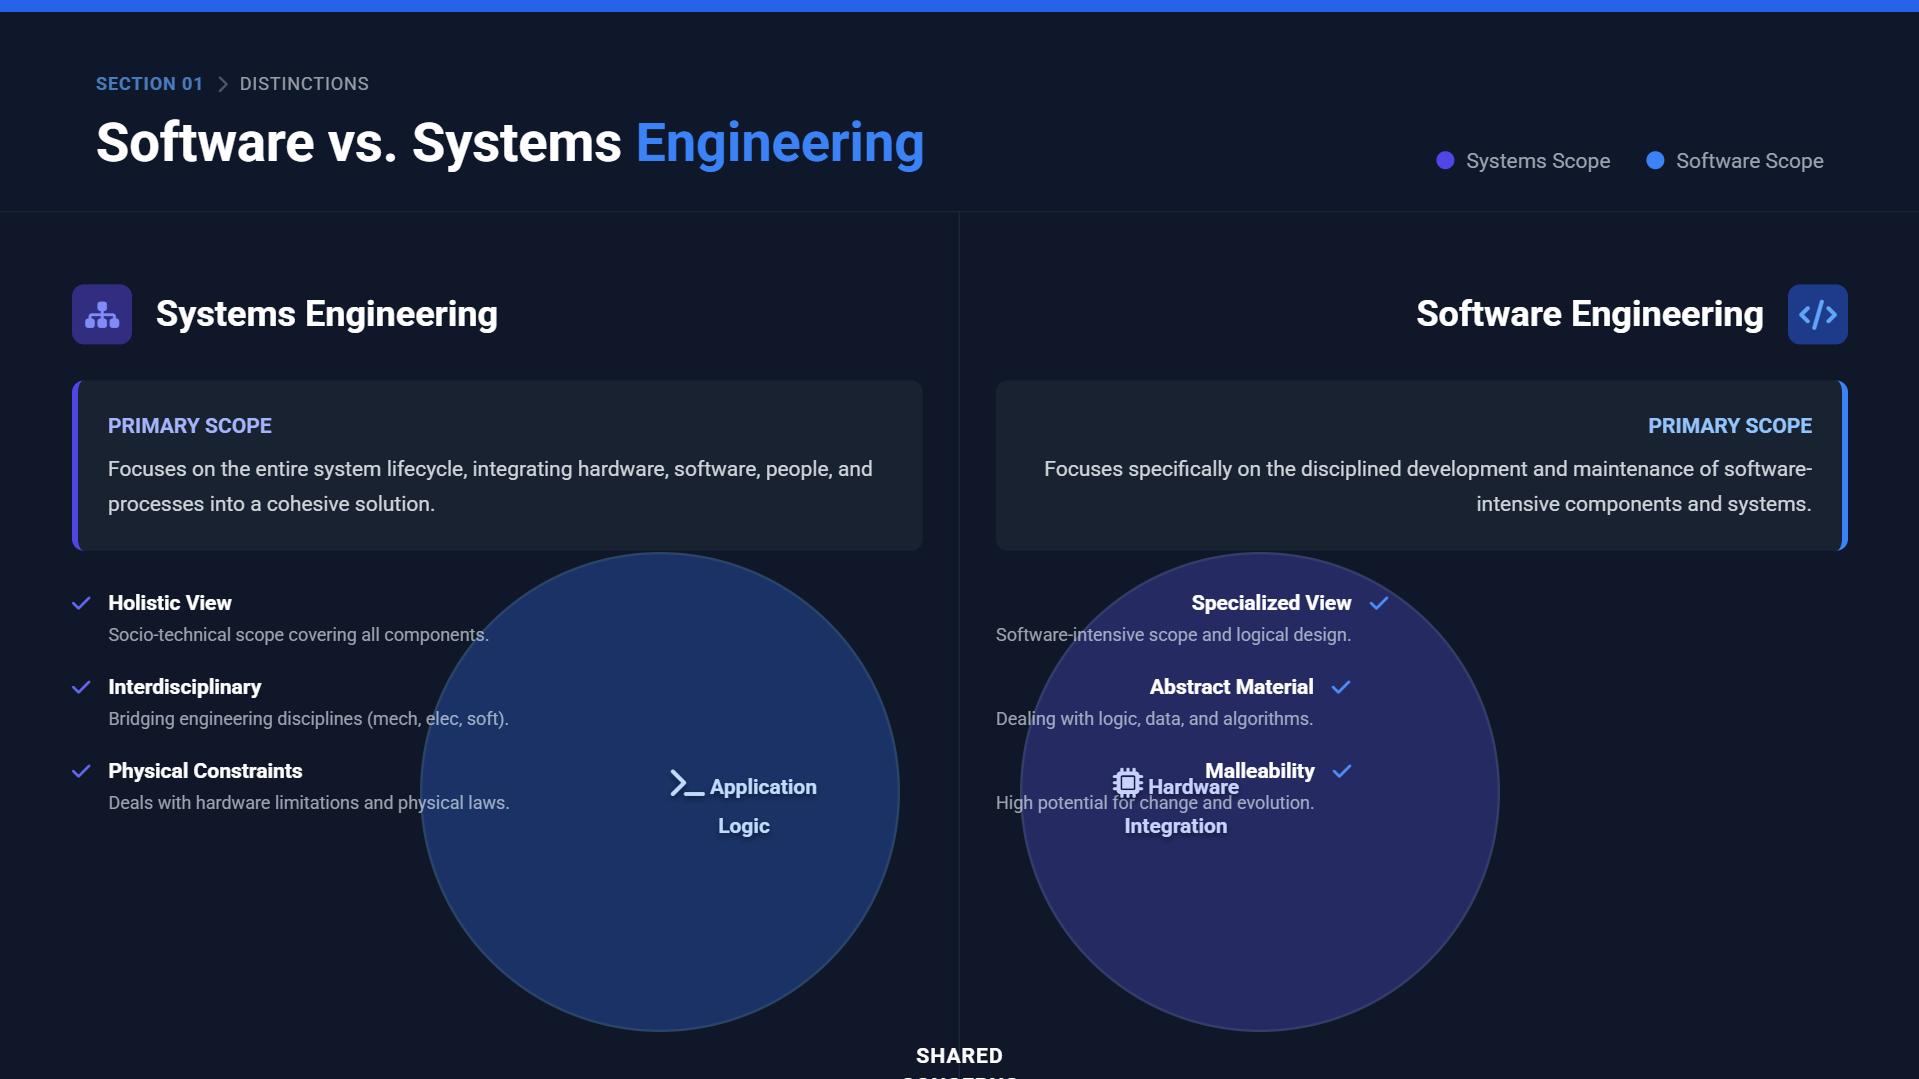 SECTION 01 DISTINCTIONS
Software vs. Systems Engineering
Systems Scope
Software Scope
Systems Engineering
PRIMARY SCOPE
Focuses on the entire system lifecycle, integrating hardware, software, people, and
processes into a cohesive solution.
Holistic View
Socio-technical scope covering all components.
Interdisciplinary
Bridging engineering disciplines (mech, elec, soft).
Physical Constraints
Deals with hardware limitations and physical laws.
Application
Logic
Software Engineering
PRIMARY SCOPE
Focuses specifically on the disciplined development and maintenance of software-
intensive components and systems.
Specialized View
Software-intensive scope and logical design.
Abstract Material
Dealing with logic, data, and algorithms.
Malleability
High potential for change and evolution.
Hardware
Integration
SHARED